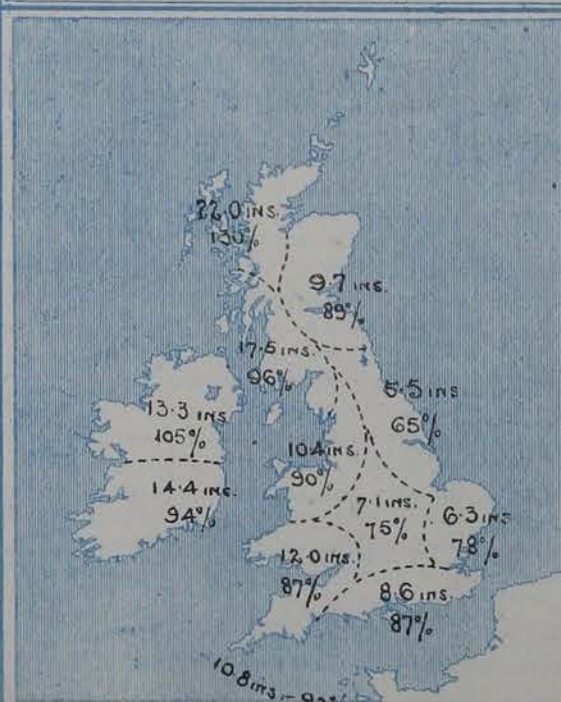 22.0 INS.
130%
9.7 INS.
89%
17.5 INS.
96%
5.5 INS
65%
13.3 INS
105%
10.4 INS.
90%
14.4 INS.
94%
7.1 INS.
75%
6.3 INS
78%
12.0 INS.
87%
8.6 INS.
87%
10.8 INS –